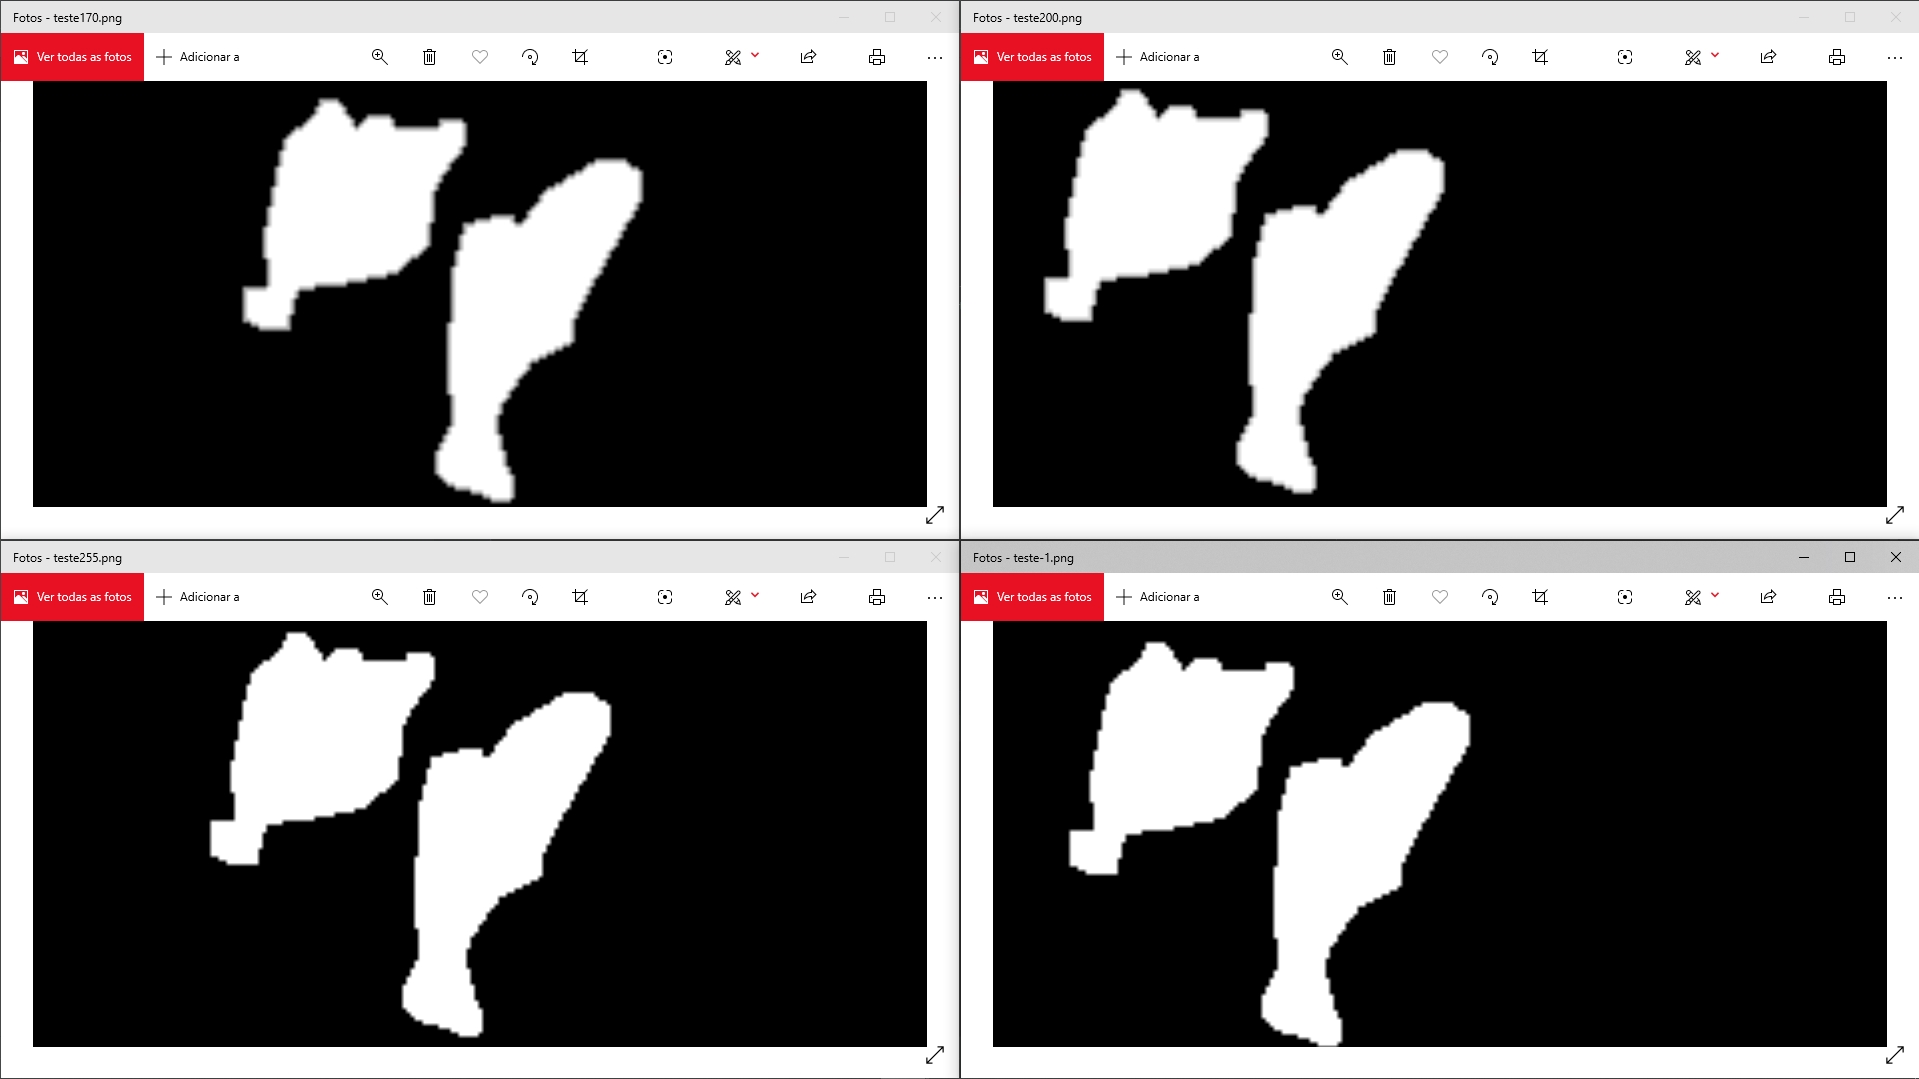 Fotos - teste170.png
Ver todas as fotos
Adicionar a
Fotos - teste200.png
Ver todas as fotos
Adicionar a
Fotos - teste255.png
Ver todas as fotos
Adicionar a
Fotos - teste-1.png
Ver todas as fotos
Adicionar a